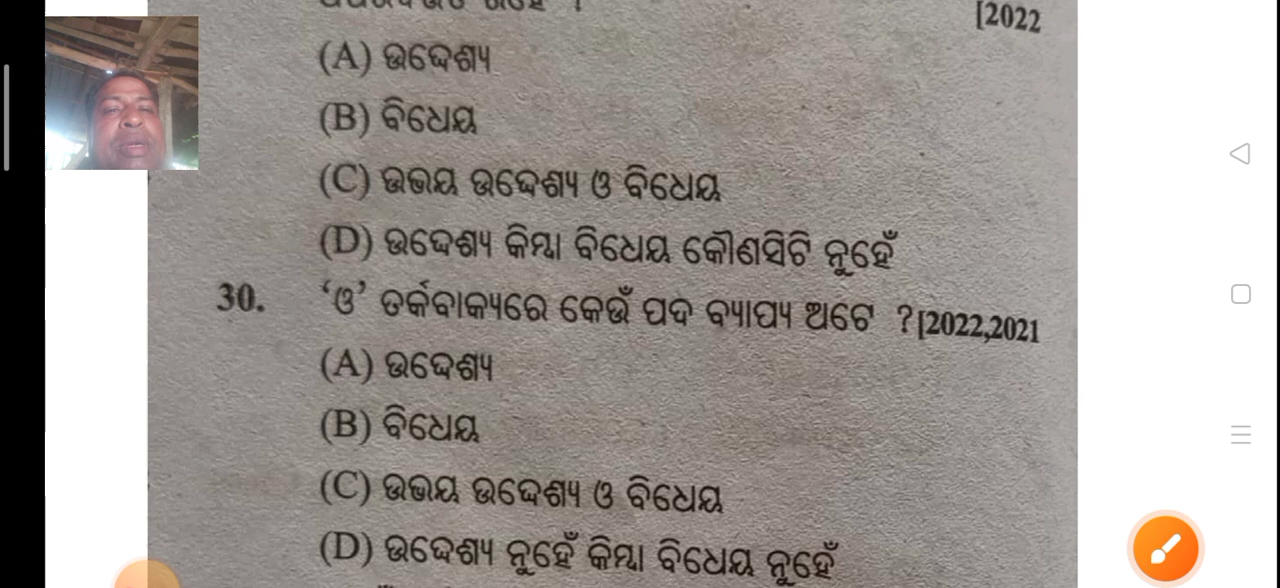 [2022
(A) ଉଦ୍ଦେଶ୍ୟ
(B) ବିଧେୟ
(C) ଉଭୟ ଉଦ୍ଦେଶ୍ୟ ଓ ବିଧେୟ
(D) ଉଦ୍ଦେଶ୍ୟ କିମ୍ବା ବିଧେୟ କୌଣସିଟି ନୁହେଁ
30. ‘ଓ’ ତର୍କବାକ୍ୟରେ କେଉଁ ପଦ ବ୍ୟାପ୍ୟ ଅଟେ ?[2022,2021
(A) ଉଦ୍ଦେଶ୍ୟ
(B) ବିଧେୟ
(C) ଉଭୟ ଉଦ୍ଦେଶ୍ୟ ଓ ବିଧେୟ
(D) ଉଦ୍ଦେଶ୍ୟ ନୁହେଁ କିମ୍ବା ବିଧେୟ ନୁହେଁ